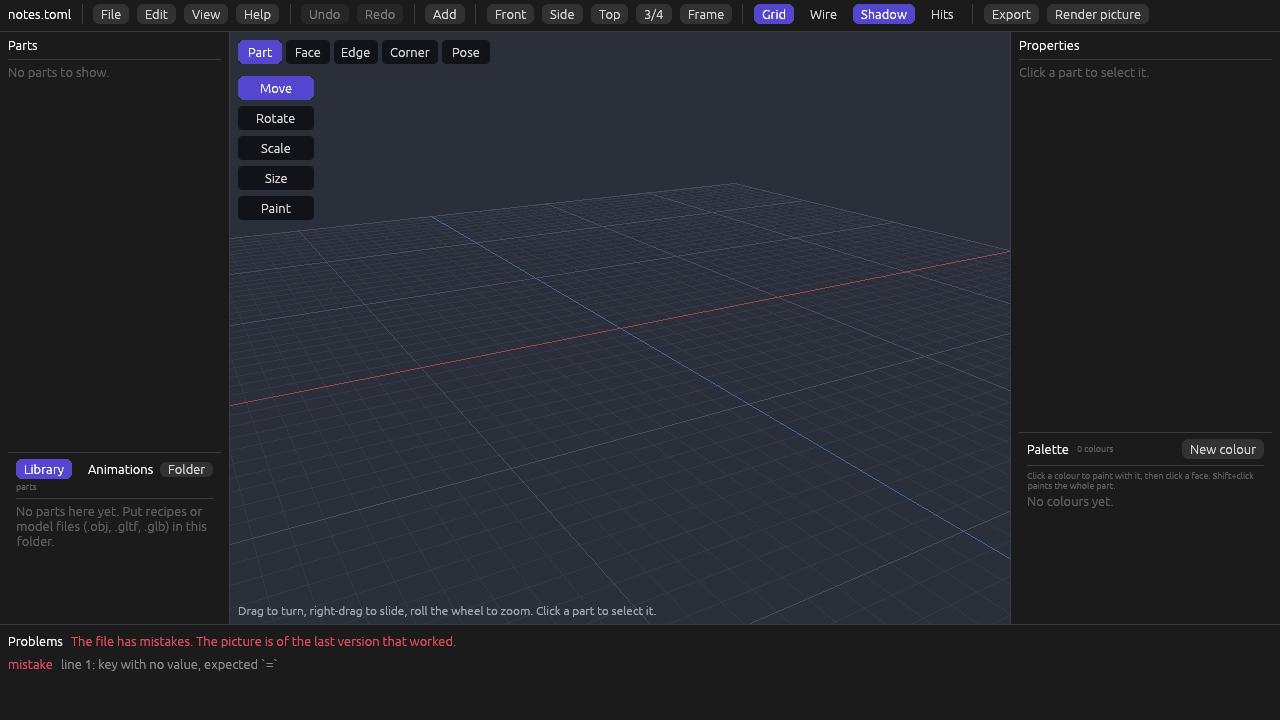 notes.toml File Edit View Help Undo Redo Add Front Side Top 3/4 Frame Grid Wire Shadow Hits Export Render picture
Parts
No parts to show.
Part Face Edge Corner Pose
Move
Rotate
Scale
Size
Paint
Drag to turn, right-drag to slide, roll the wheel to zoom. Click a part to select it.
Properties
Click a part to select it.
Library Animations Folder
parts
No parts here yet. Put recipes or
model files (.obj, .gltf, .glb) in this
folder.
Palette 0 colours New colour
Click a colour to paint with it, then click a face. Shift+click
paints the whole part.
No colours yet.
Problems The file has mistakes. The picture is of the last version that worked.
mistake line 1: key with no value, expected `=`